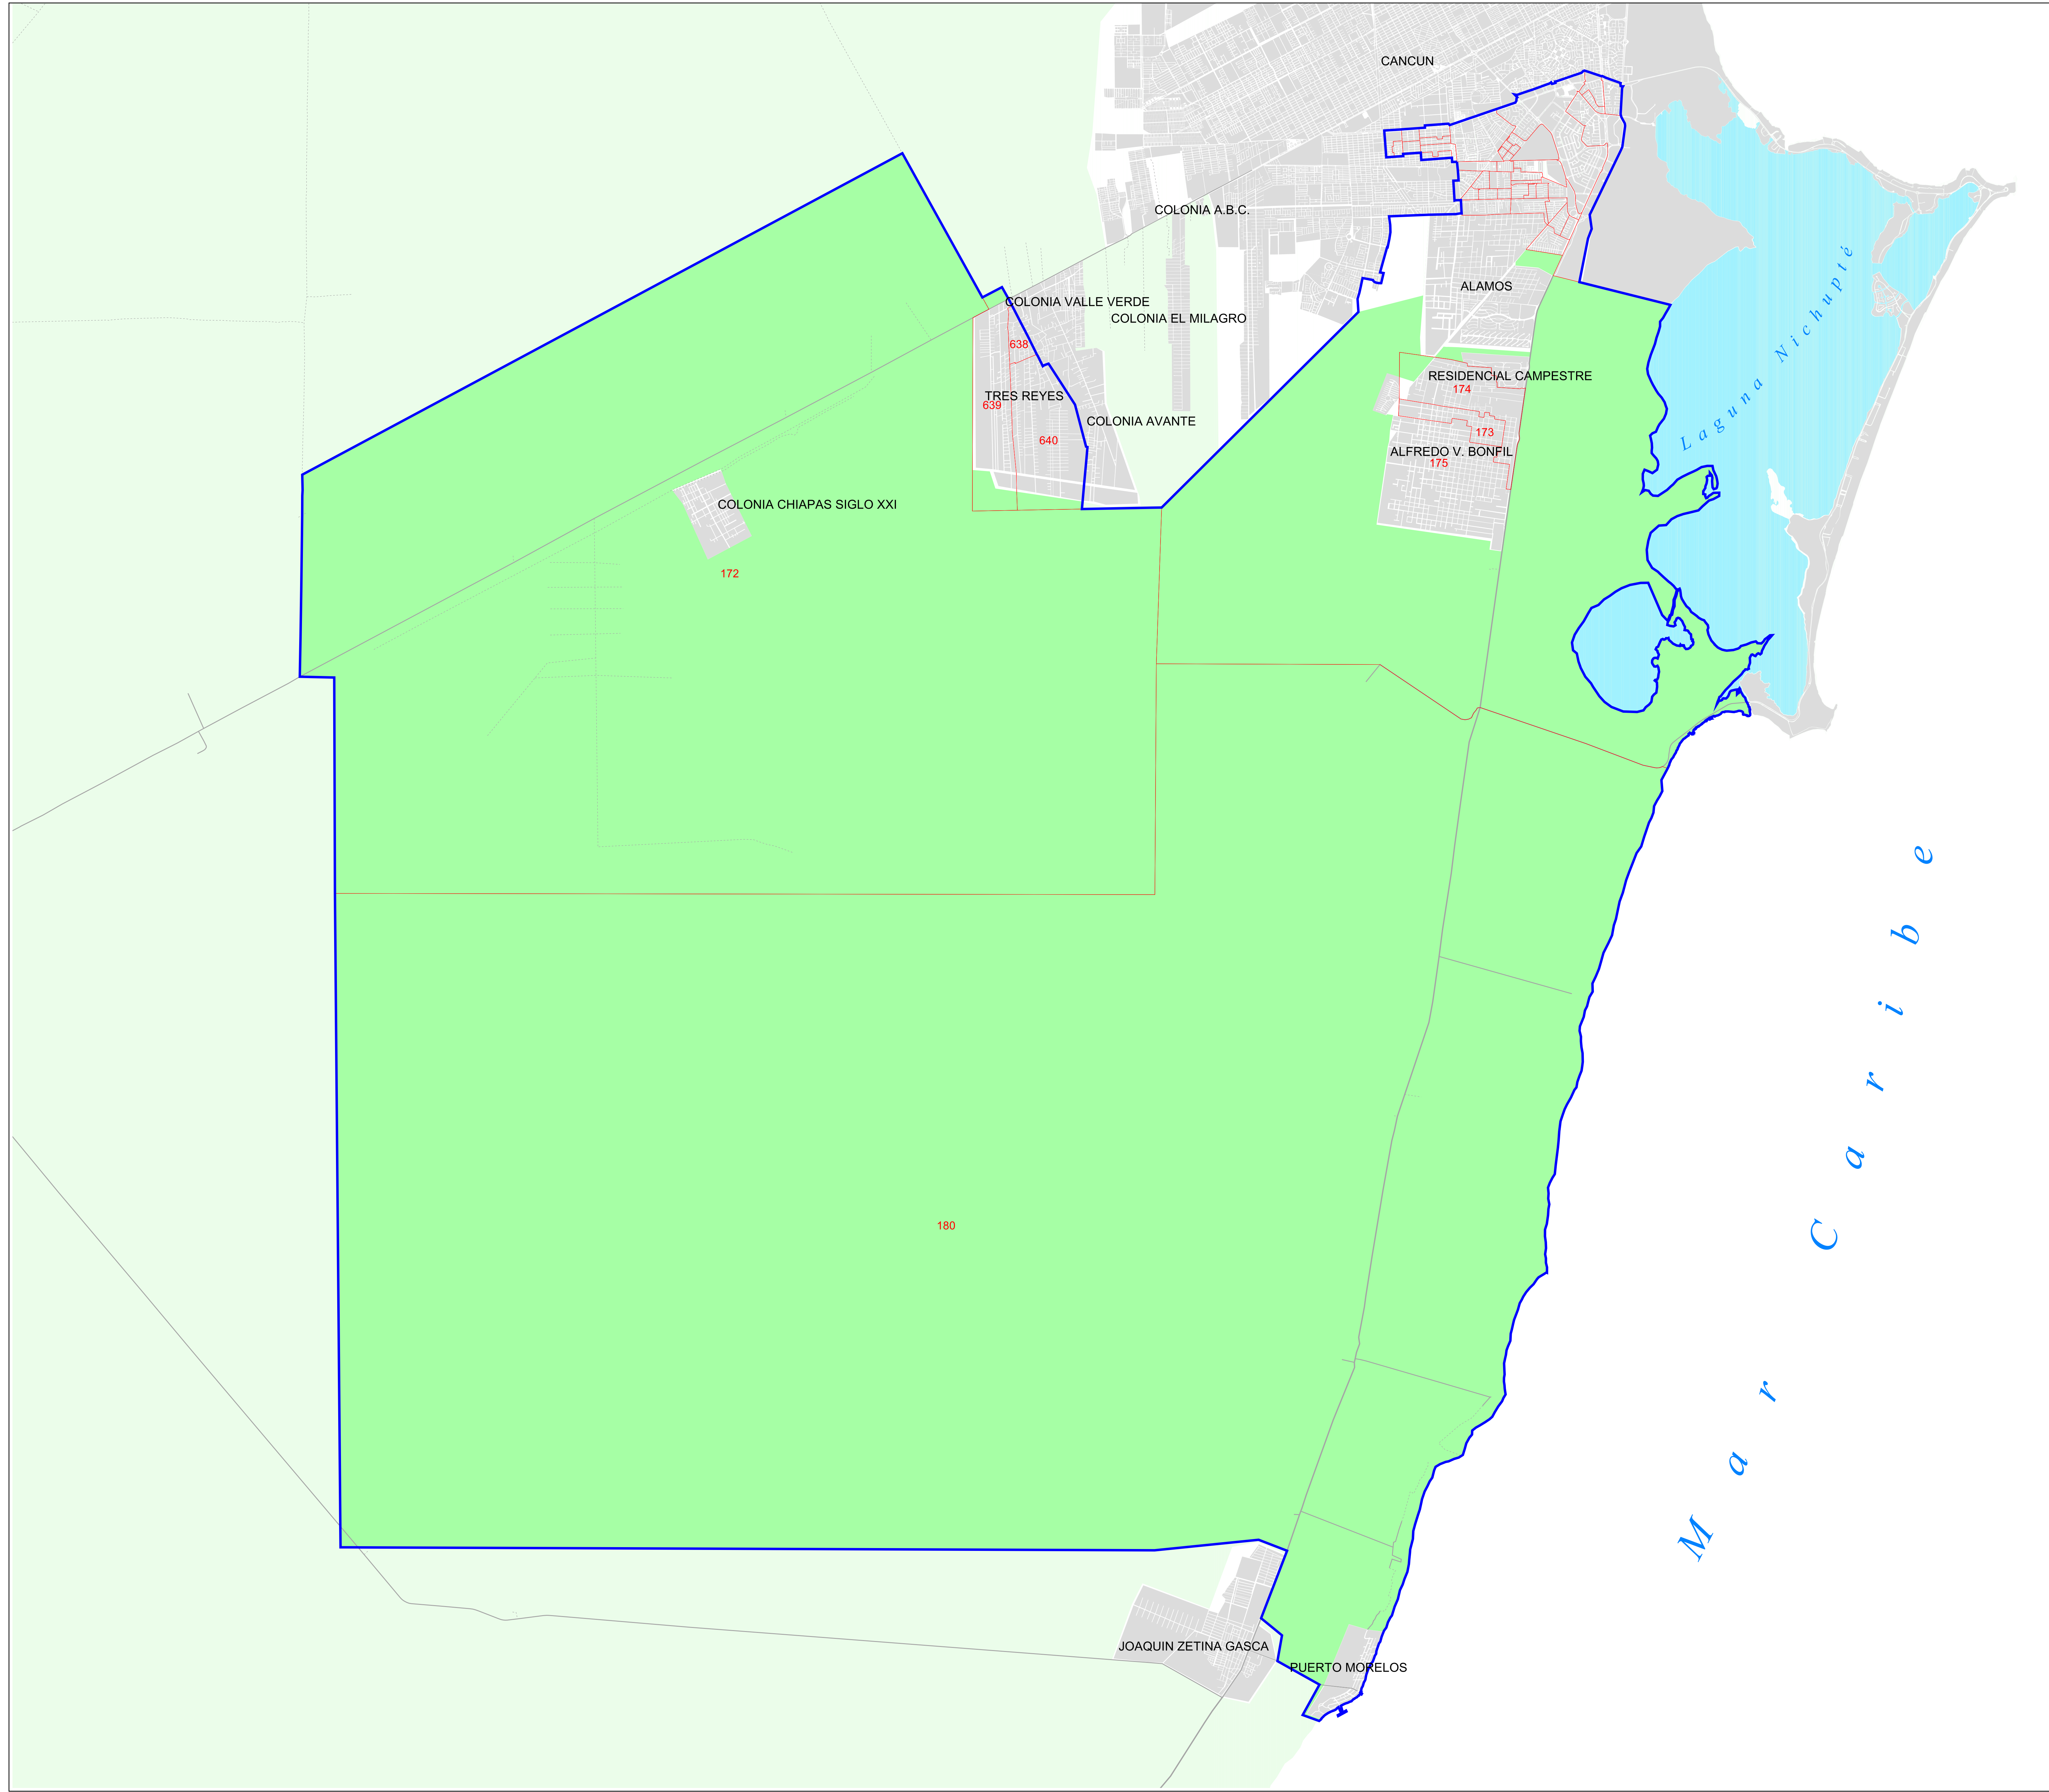 CANCUN
COLONIA A.B.C.
Laguna Nichupté
ALAMOS
COLONIA VALLE VERDE
COLONIA EL MILAGRO
638
RESIDENCIAL CAMPESTRE
174
TRES REYES
639
COLONIA AVANTE
173
640
ALFREDO V. BONFIL
175
COLONIA CHIAPAS SIGLO XXI
172
Mar Caribe
180
JOAQUIN ZETINA GASCA
PUERTO MORELOS